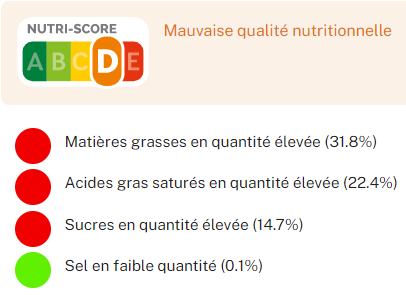 NUTRI-SCORE
Mauvaise qualité nutritionnelle
A B C D E
Matières grasses en quantité élevée (31.8%)
Acides gras saturés en quantité élevée (22.4%)
Sucres en quantité élevée (14.7%)
Sel en faible quantité (0.1%)